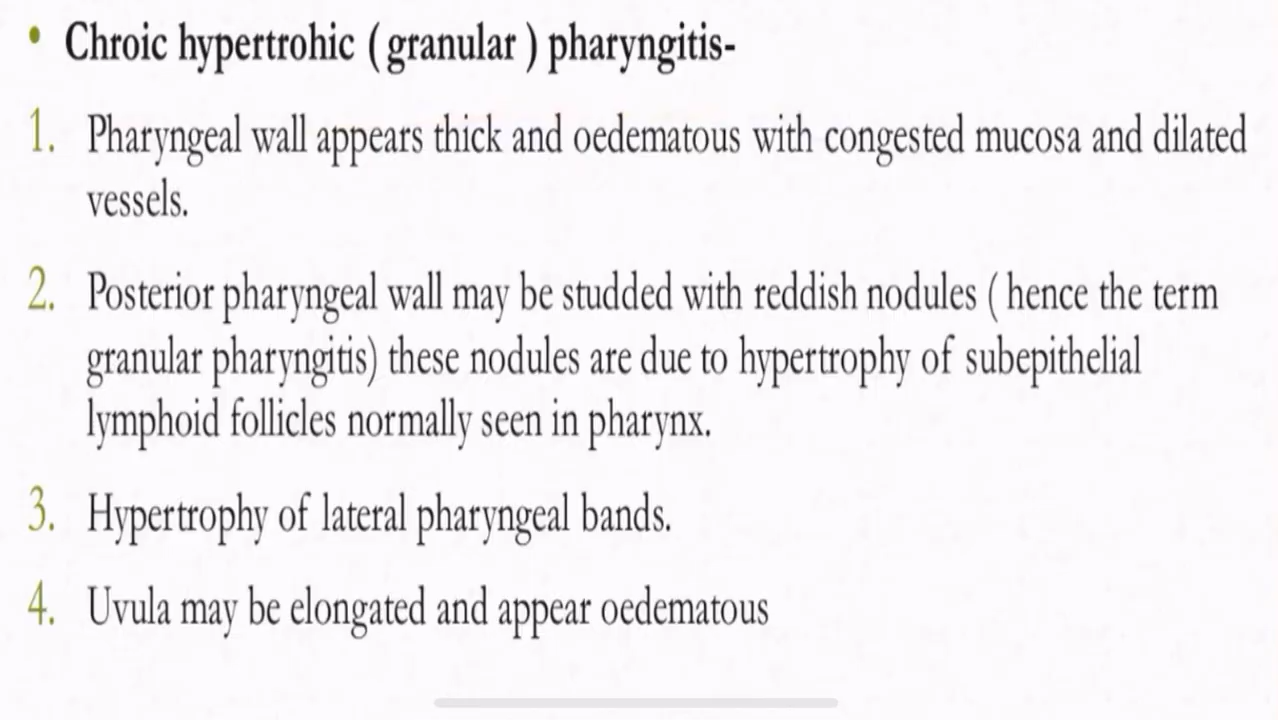 • Chroic hypertrohic ( granular ) pharyngitis-
1. Pharyngeal wall appears thick and oedematous with congested mucosa and dilated
vessels.
2. Posterior pharyngeal wall may be studded with reddish nodules ( hence the term
granular pharyngitis) these nodules are due to hypertrophy of subepithelial
lymphoid follicles normally seen in pharynx.
3. Hypertrophy of lateral pharyngeal bands.
4. Uvula may be elongated and appear oedematous